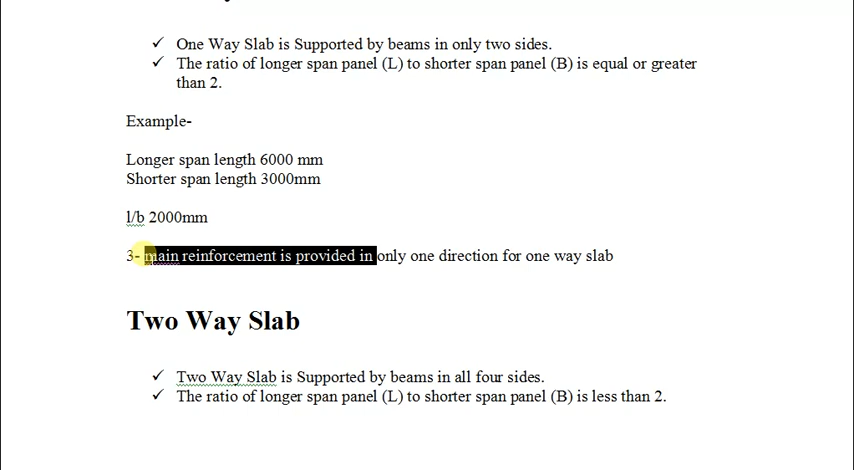 One Way Slab is Supported by beams in only two sides.
The ratio of longer span panel (L) to shorter span panel (B) is equal or greater
than 2.
Example-
Longer span length 6000 mm
Shorter span length 3000mm
l/b 2000mm
3- main reinforcement is provided in only one direction for one way slab
Two Way Slab
Two Way Slab is Supported by beams in all four sides.
The ratio of longer span panel (L) to shorter span panel (B) is less than 2.